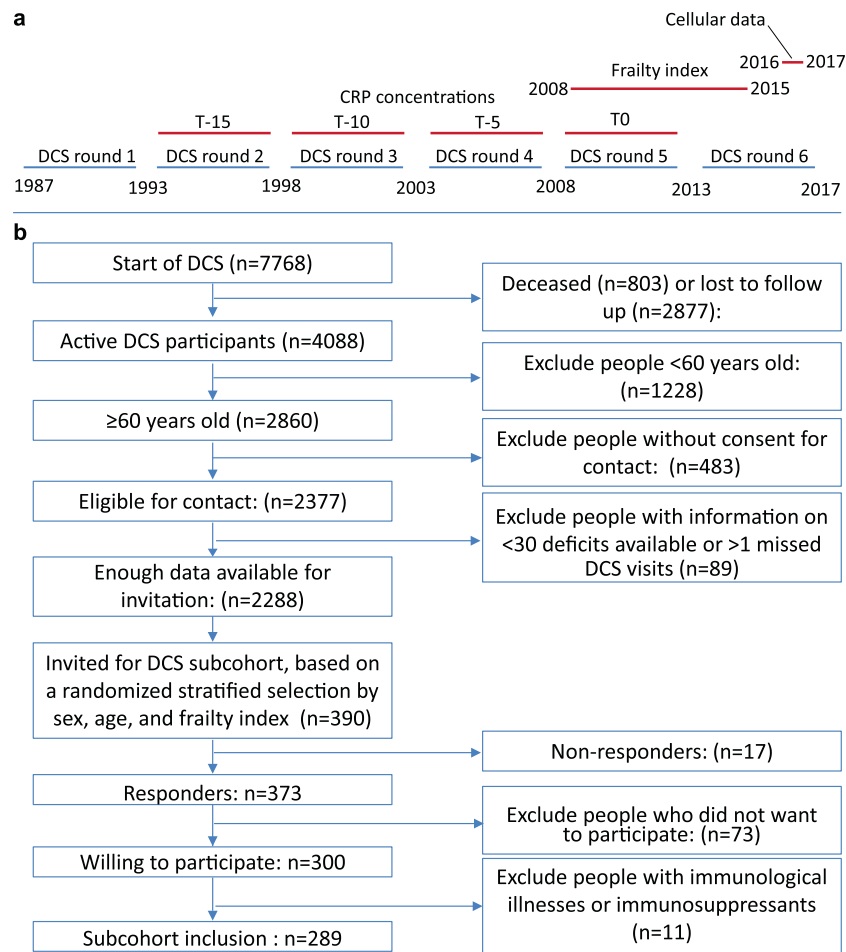 a
Cellular data
2016 2017
Frailty index
2008 2015
CRP concentrations
T-15 T-10 T-5 T0
DCS round 1 DCS round 2 DCS round 3 DCS round 4 DCS round 5 DCS round 6
1987 1993 1998 2003 2008 2013 2017
b
Start of DCS (n=7768)
Deceased (n=803) or lost to follow
up (n=2877):
Active DCS participants (n=4088)
Exclude people <60 years old:
(n=1228)
≥60 years old (n=2860)
Exclude people without consent for
contact: (n=483)
Eligible for contact: (n=2377)
Exclude people with information on
<30 deficits available or >1 missed
DCS visits (n=89)
Enough data available for
invitation: (n=2288)
Invited for DCS subcohort, based on
a randomized stratified selection by
sex, age, and frailty index (n=390)
Non-responders: (n=17)
Responders: n=373
Exclude people who did not want
to participate: (n=73)
Willing to participate: n=300
Exclude people with immunological
illnesses or immunosuppressants
(n=11)
Subcohort inclusion : n=289